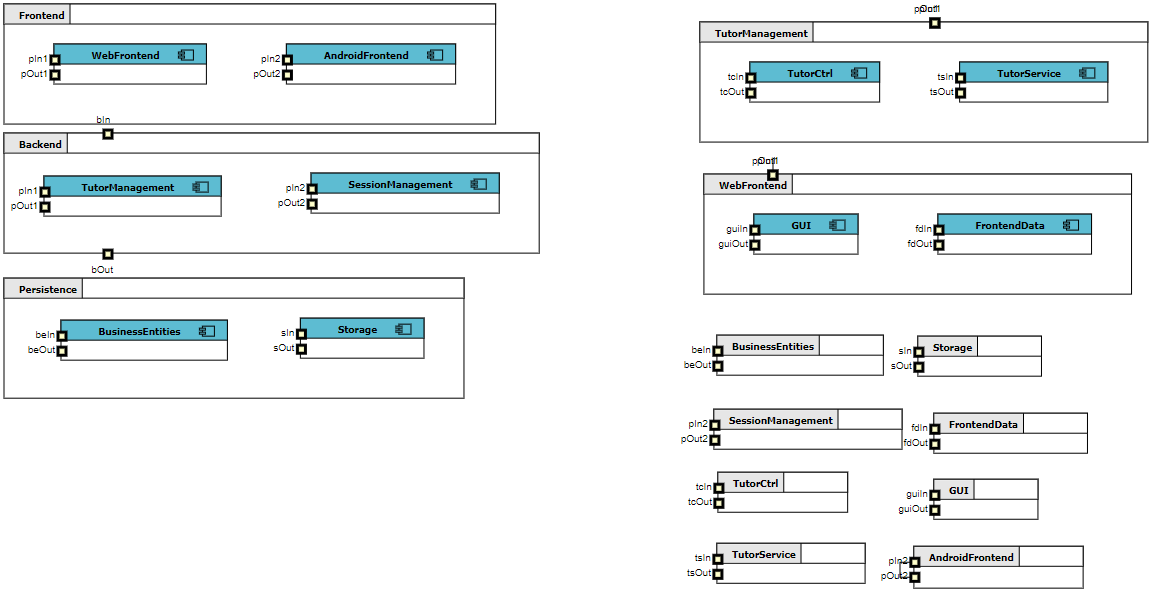 Frontend
pIn1
WebFrontend
pOut1
pIn2
AndroidFrontend
pOut2
bIn
Backend
pIn1
TutorManagement
pOut1
pIn2
SessionManagement
pOut2
bOut
Persistence
beIn
BusinessEntities
beOut
sIn
Storage
sOut
TutorManagement
tcIn
TutorCtrl
tcOut
tsIn
TutorService
tsOut
WebFrontend
guiIn
GUI
guiOut
fdIn
FrontendData
fdOut
beIn
BusinessEntities
beOut
sIn
Storage
sOut
pIn2
SessionManagement
pOut2
fdIn
FrontendData
fdOut
tcIn
TutorCtrl
tcOut
guiIn
GUI
guiOut
tsIn
TutorService
tsOut
pIn2
AndroidFrontend
pOut2